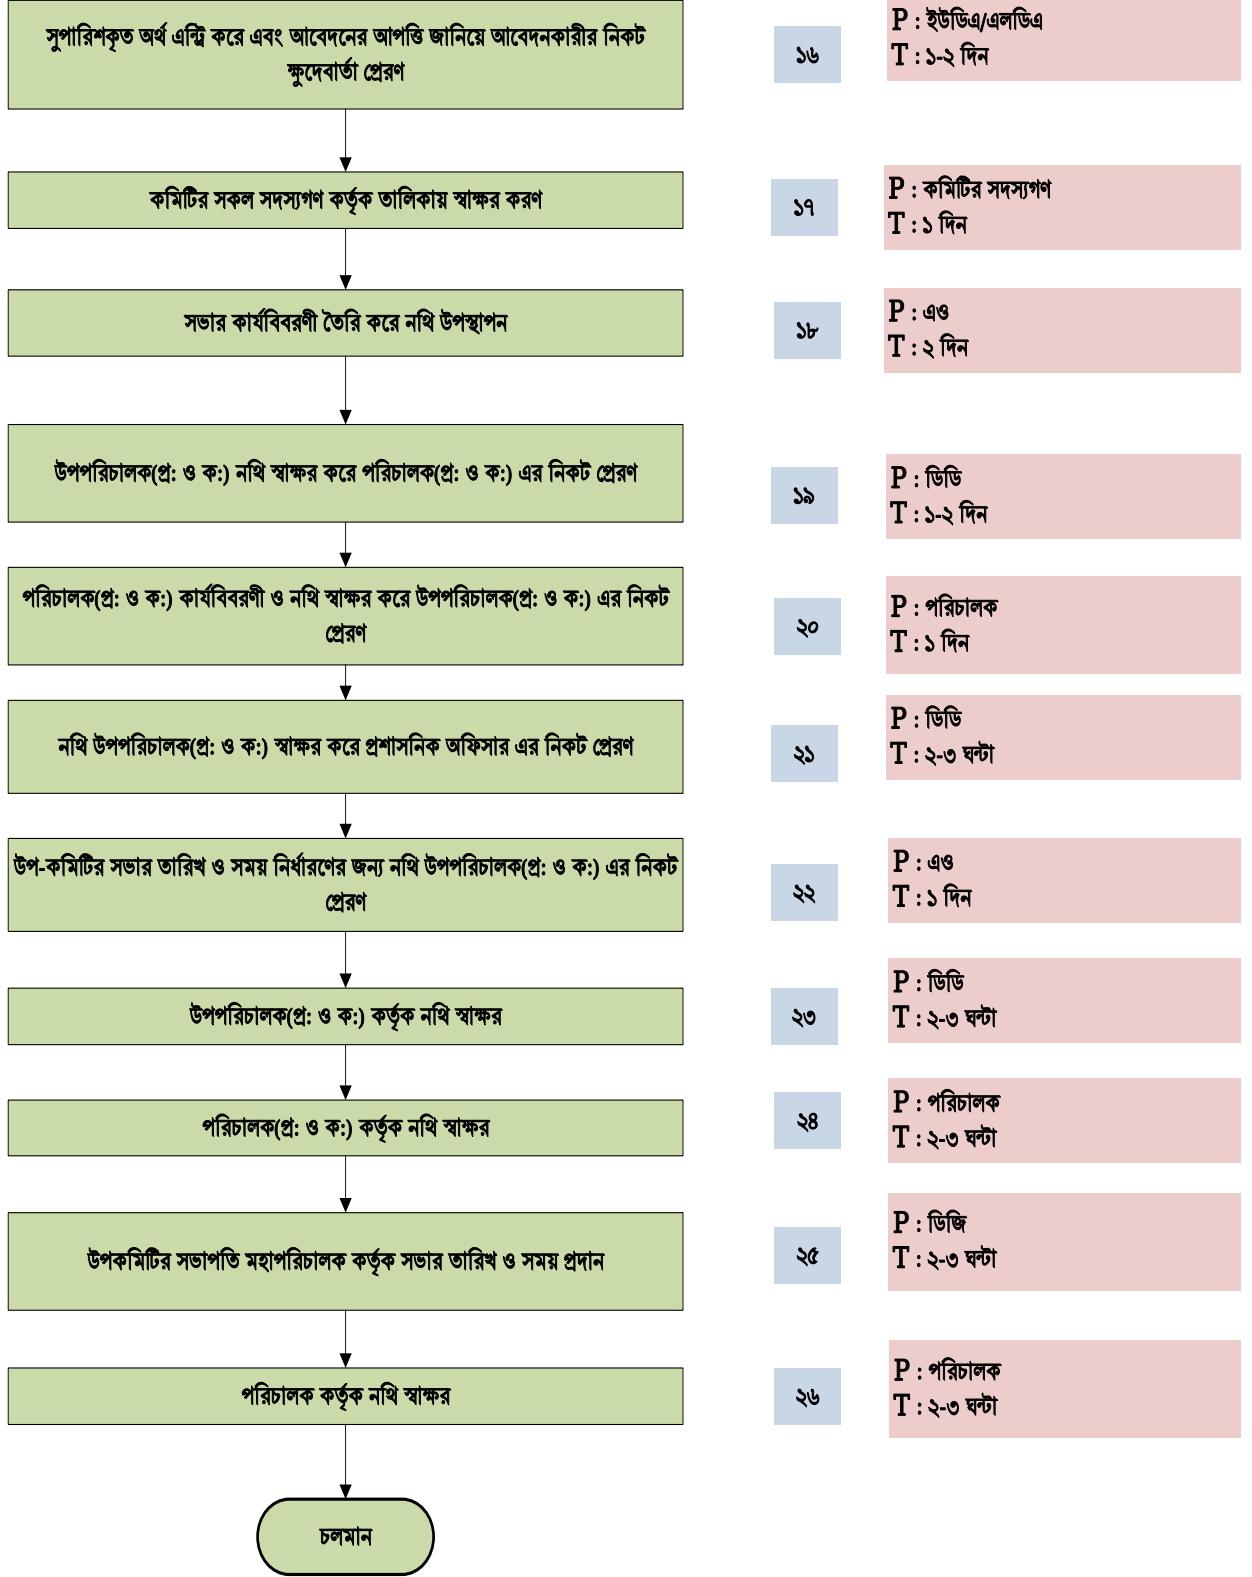 সুপারিশকৃত অর্থ এন্ট্রি করে এবং আবেদনের আপত্তি জানিয়ে আবেদনকারীর নিকট
ক্ষুদেবার্তা প্রেরণ
১৬
P : ইউডিএ/এলডিএ
T : ১-২ দিন
কমিটির সকল সদস্যগণ কর্তৃক তালিকায় স্বাক্ষর করণ
১৭
P : কমিটির সদস্যগণ
T : ১ দিন
সভার কার্যবিবরণী তৈরি করে নথি উপস্থাপন
১৮
P : এও
T : ২ দিন
উপপরিচালক(প্র: ও ক:) নথি স্বাক্ষর করে পরিচালক(প্র: ও ক:) এর নিকট প্রেরণ
১৯
P : ডিডি
T : ১-২ দিন
পরিচালক(প্র: ও ক:) কার্যবিবরণী ও নথি স্বাক্ষর করে উপপরিচালক(প্র: ও ক:) এর নিকট
প্রেরণ
২০
P : পরিচালক
T : ১ দিন
নথি উপপরিচালক(প্র: ও ক:) স্বাক্ষর করে প্রশাসনিক অফিসার এর নিকট প্রেরণ
২১
P : ডিডি
T : ২-৩ ঘন্টা
উপ-কমিটির সভার তারিখ ও সময় নির্ধারণের জন্য নথি উপপরিচালক(প্র: ও ক:) এর নিকট
প্রেরণ
২২
P : এও
T : ১ দিন
উপপরিচালক(প্র: ও ক:) কর্তৃক নথি স্বাক্ষর
২৩
P : ডিডি
T : ২-৩ ঘন্টা
পরিচালক(প্র: ও ক:) কর্তৃক নথি স্বাক্ষর
২৪
P : পরিচালক
T : ২-৩ ঘন্টা
উপকমিটির সভাপতি মহাপরিচালক কর্তৃক সভার তারিখ ও সময় প্রদান
২৫
P : ডিজি
T : ২-৩ ঘন্টা
পরিচালক কর্তৃক নথি স্বাক্ষর
২৬
P : পরিচালক
T : ২-৩ ঘন্টা
চলমান